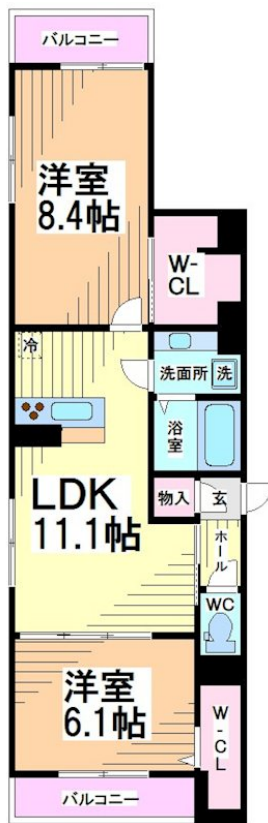 バルコニー
洋室
8.4帖
W-
CL
冷
洗面所
洗
浴
室
LDK
11.1帖
物入
玄
ホール
WC
洋室
6.1帖
W-CL
バルコニー